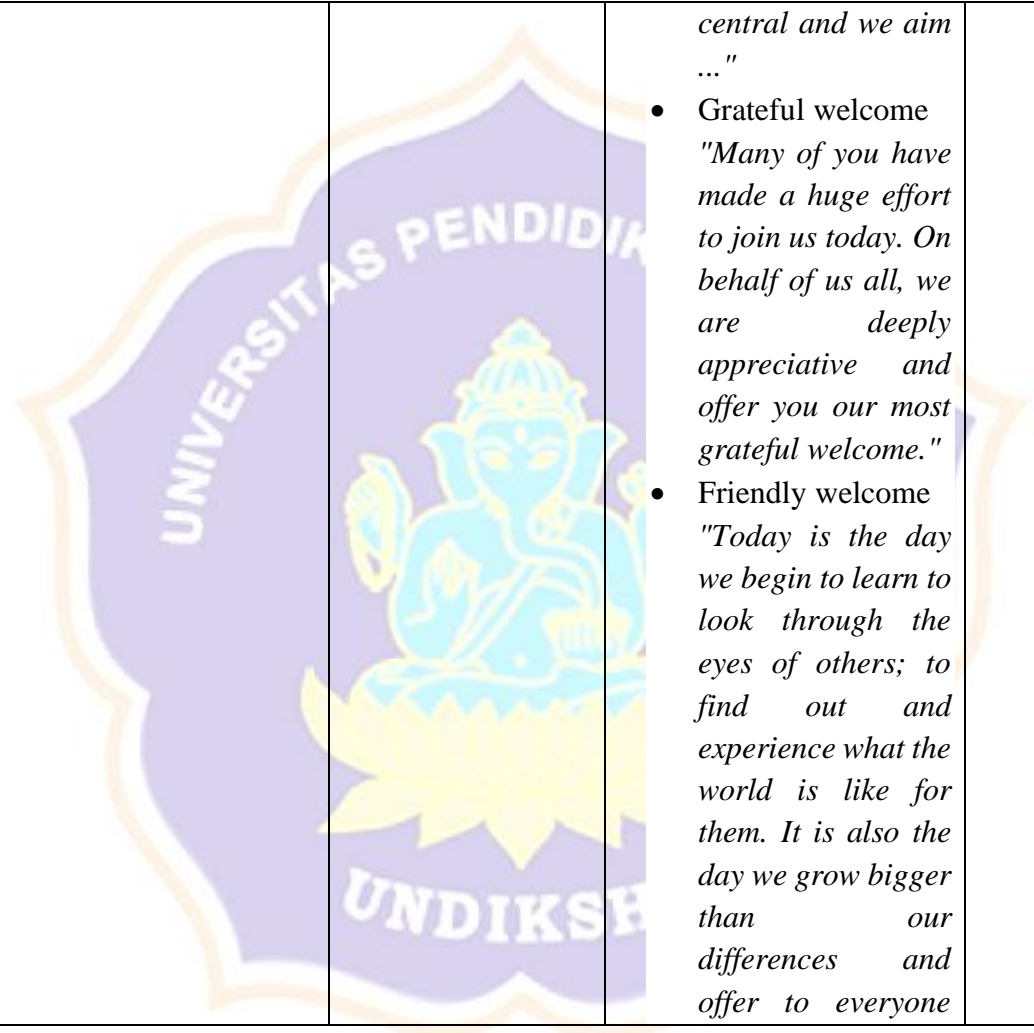 central and we aim
..."
• Grateful welcome
"Many of you have
made a huge effort
to join us today. On
behalf of us all, we
are deeply
appreciative and
offer you our most
grateful welcome."
• Friendly welcome
"Today is the day
we begin to learn to
look through the
eyes of others; to
find out and
experience what the
world is like for
them. It is also the
day we grow bigger
than our
differences and
offer to everyone
UNIVERSITAS PENDIDIK
UNDIKSH